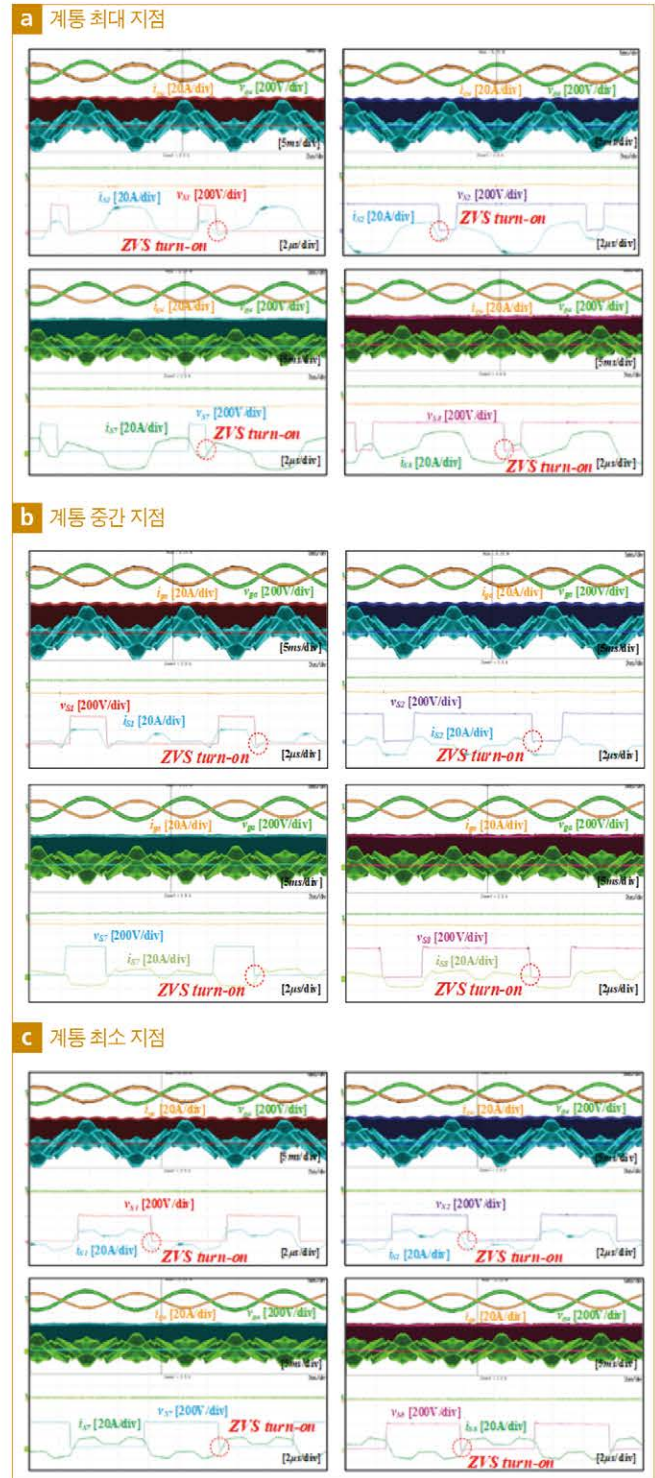 a 계통 최대 지점
i_ga [20A/div] v_ga [200V/div]
[5ms/div]
i_S1 [20A/div] v_S1 [200V/div]
ZVS turn-on [2μs/div]
i_ga [20A/div] v_ga [200V/div]
v_S2 [200V/div]
i_S2 [20A/div] ZVS turn-on
[2μs/div]
i_ga [20A/div] v_ga [200V/div]
[5ms/div]
v_S7 [200V/div]
i_S7 [20A/div] ZVS turn-on
[2μs/div]
i_ga [20A/div] v_ga [200V/div]
[5ms/div]
v_S8 [200V/div]
i_S8 [20A/div] ZVS turn-on [2μs/div]
b 계통 중간 지점
i_ga [20A/div] v_ga [200V/div]
[5ms/div]
v_S1 [200V/div]
i_S1 [20A/div]
ZVS turn-on [2μs/div]
i_ga [20A/div] v_ga [200V/div]
[5ms/div]
v_S2 [200V/div]
i_S2 [20A/div]
ZVS turn-on [2μs/div]
i_ga [20A/div] v_ga [200V/div]
[5ms/div]
v_S7 [200V/div]
i_S7 [20A/div]
ZVS turn-on [2μs/div]
i_ga [20A/div] v_ga [200V/div]
[5ms/div]
v_S8 [200V/div]
i_S8 [20A/div]
ZVS turn-on [2μs/div]
c 계통 최소 지점
i_ga [20A/div] v_ga [200V/div]
[5ms/div]
v_S1 [200V/div]
i_S1 [20A/div] ZVS turn-on [2μs/div]
i_ga [20A/div] v_ga [200V/div]
[5ms/div]
v_S2 [200V/div]
i_S2 [20A/div] ZVS turn-on [2μs/div]
i_ga [20A/div] v_ga [200V/div]
[5ms/div]
i_S7 [20A/div] v_S7 [200V/div] ZVS turn-on
[2μs/div]
i_ga [20A/div] v_ga [200V/div]
[5ms/div]
v_S8 [200V/div]
i_S8 [20A/div]
ZVS turn-on [2μs/div]